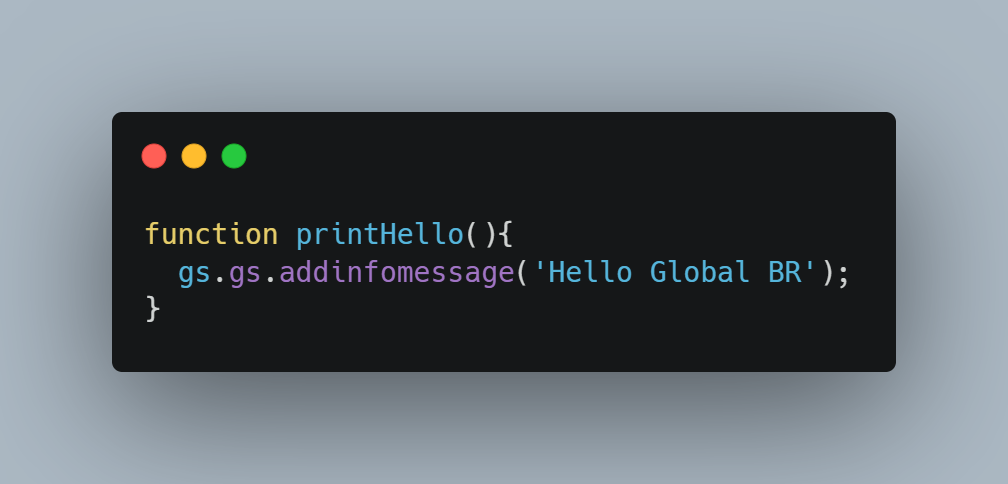 function printHello(){
  gs.gs.addinfomessage('Hello Global BR');
}